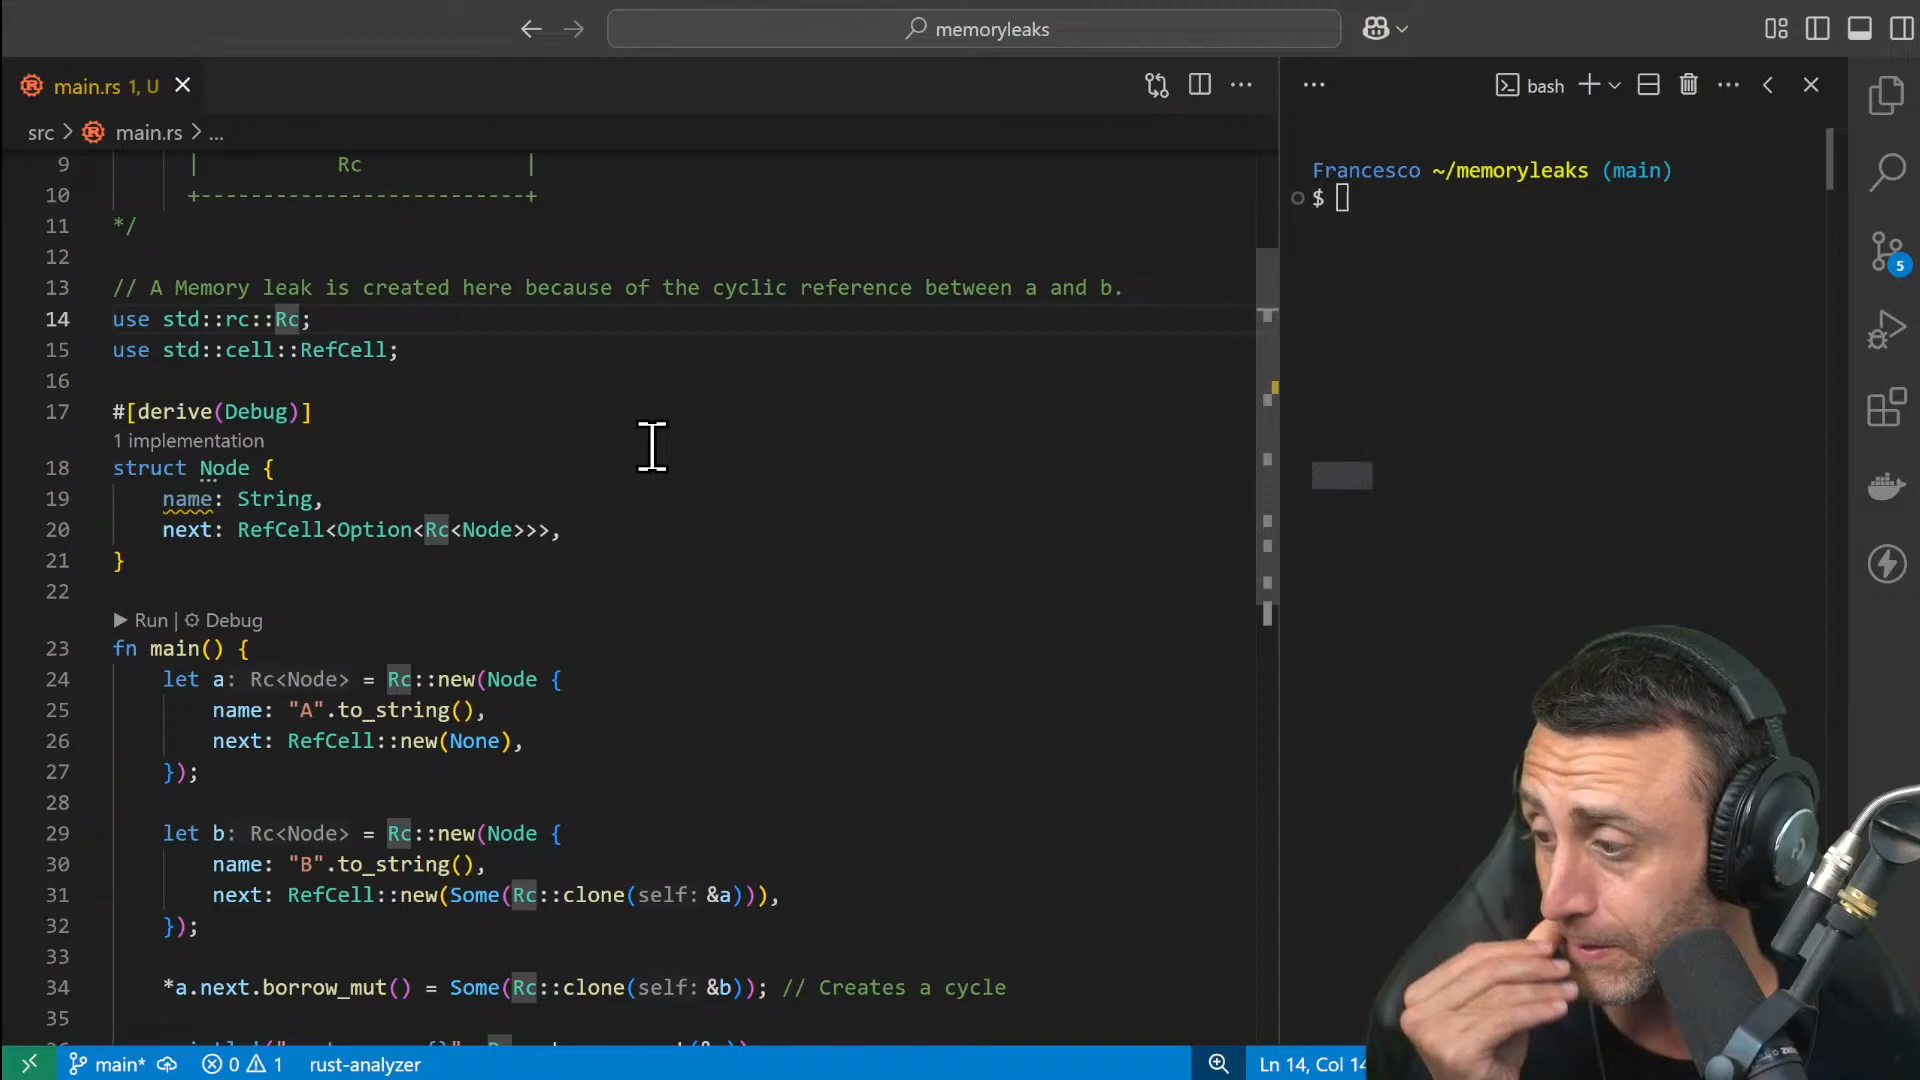 memoryleaks
main.rs 1, U
bash
src > main.rs > ...
9 | Rc |
10 +---------------------------+
11 */
12
13 // A Memory leak is created here because of the cyclic reference between a and b.
14 use std::rc::Rc;
15 use std::cell::RefCell;
16
17 #[derive(Debug)]
1 implementation
18 struct Node {
19 name: String,
20 next: RefCell<Option<Rc<Node>>>,
21 }
22
Run | Debug
23 fn main() {
24 let a: Rc<Node> = Rc::new(Node {
25 name: "A".to_string(),
26 next: RefCell::new(None),
27 });
28
29 let b: Rc<Node> = Rc::new(Node {
30 name: "B".to_string(),
31 next: RefCell::new(Some(Rc::clone(self: &a))),
32 });
33
34 *a.next.borrow_mut() = Some(Rc::clone(self: &b)); // Creates a cycle
35
Francesco ~/memoryleaks (main)
$
5
main* 0 1 rust-analyzer
Ln 14, Col 14